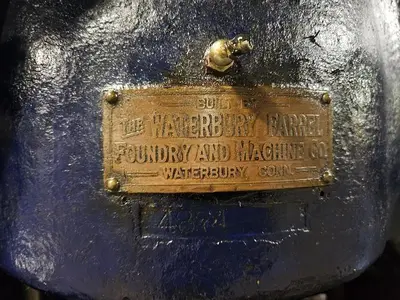 BUILT BY
THE WATERBURY FARREL
FOUNDRY AND MACHINE CO.
WATERBURY CONN.